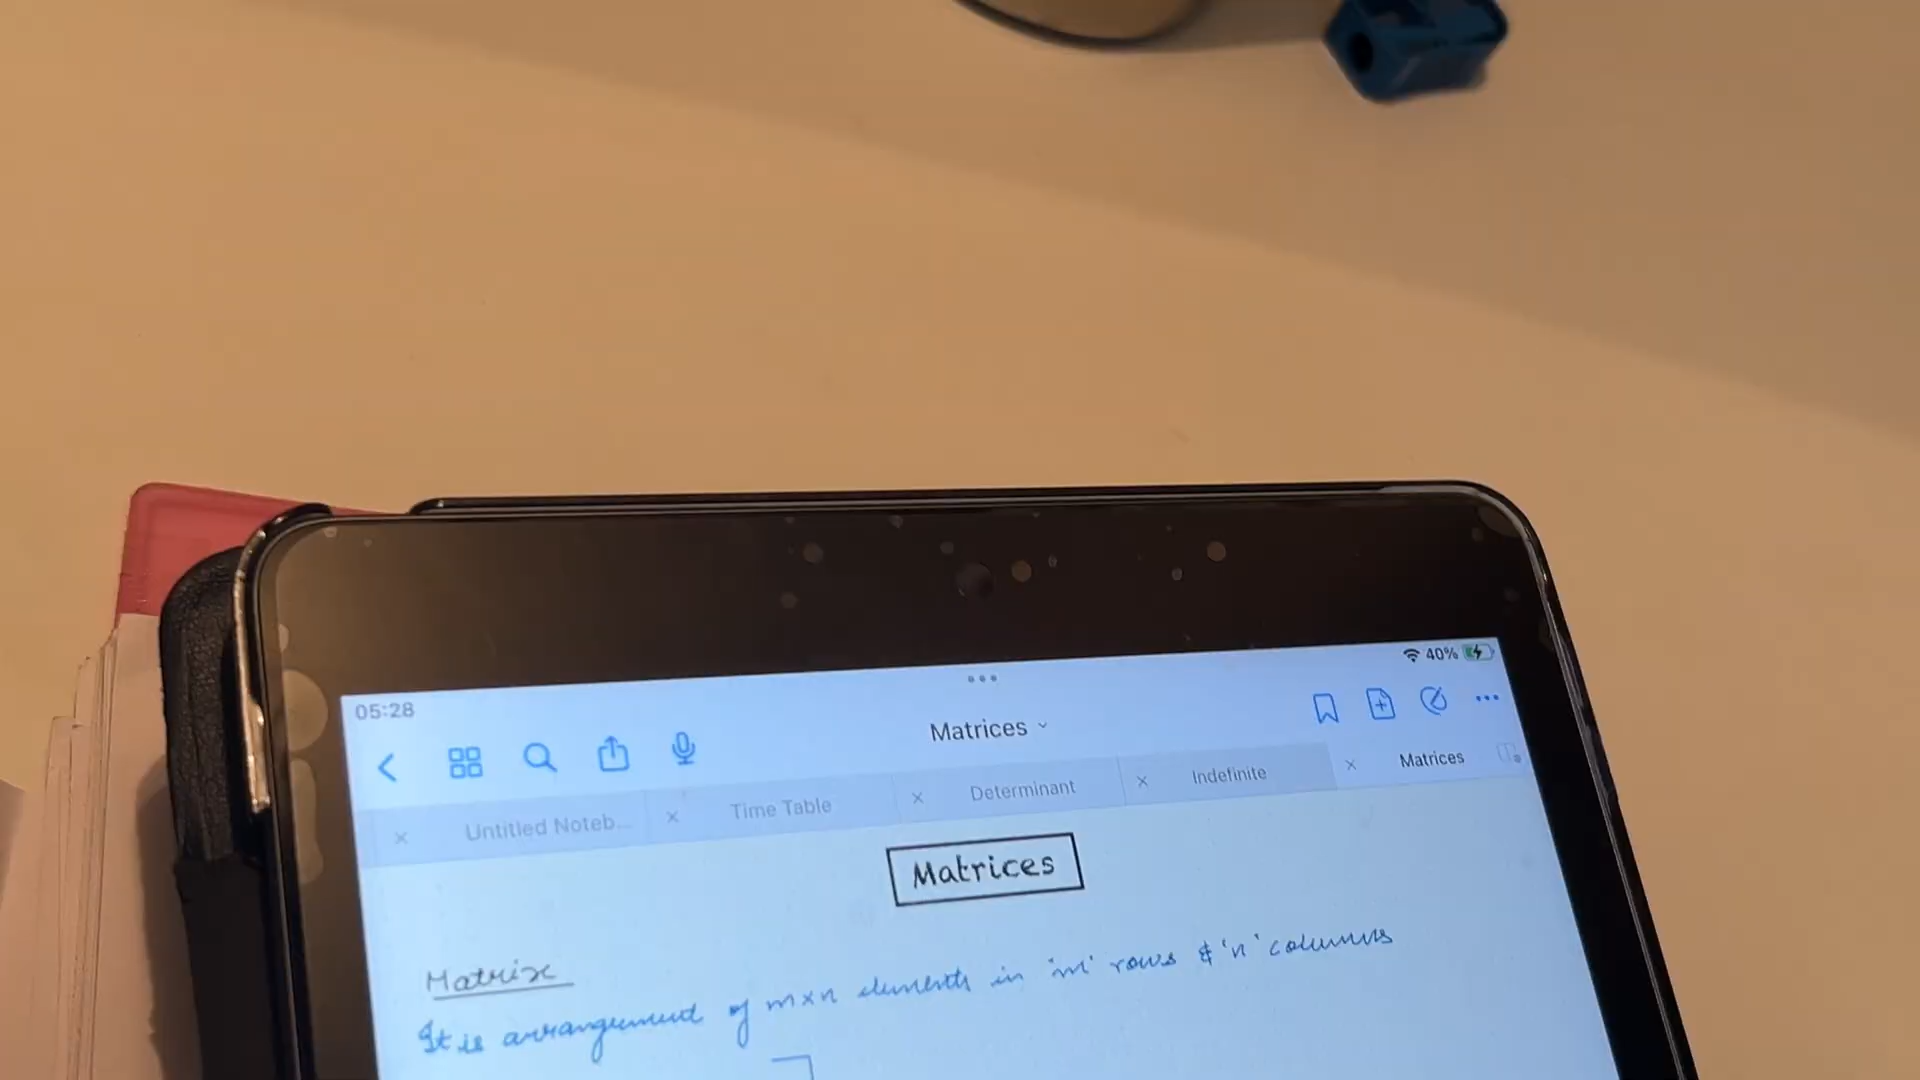 05:28
40%
Matrices
Untitled Noteb...
Time Table
Determinant
Indefinite
Matrices
Matrices
Matrix
It is arrangement of m×n elements in 'm' rows & 'n' columns